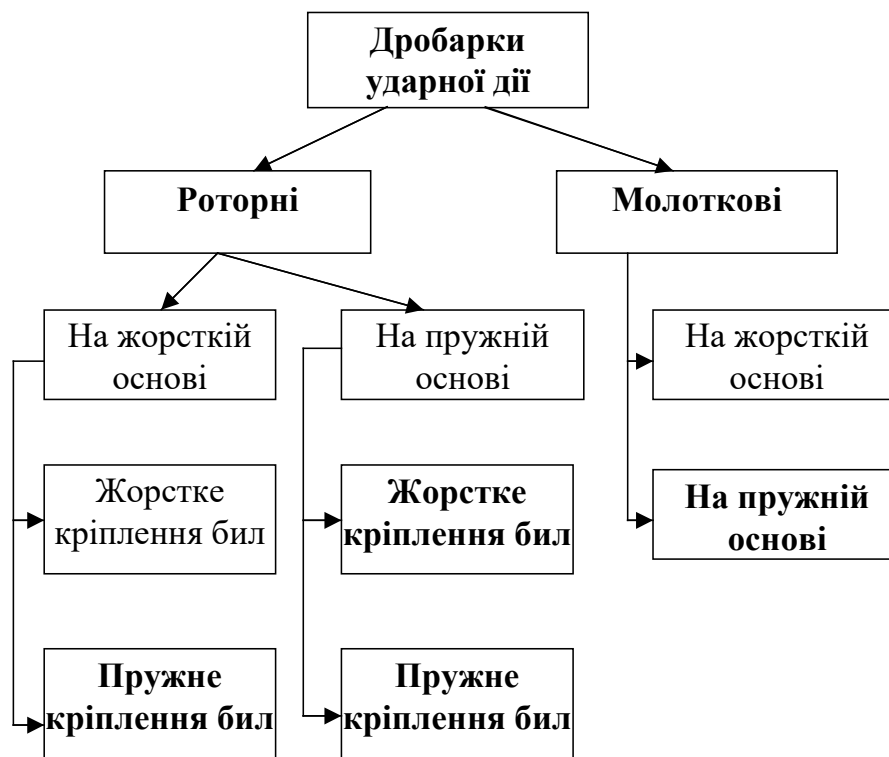 Дробарки
ударної дії
Роторні
Молоткові
На жорсткій
основі
На пружній
основі
На жорсткій
основі
Жорстке
кріплення бил
Жорстке
кріплення бил
На пружній
основі
Пружне
кріплення бил
Пружне
кріплення бил